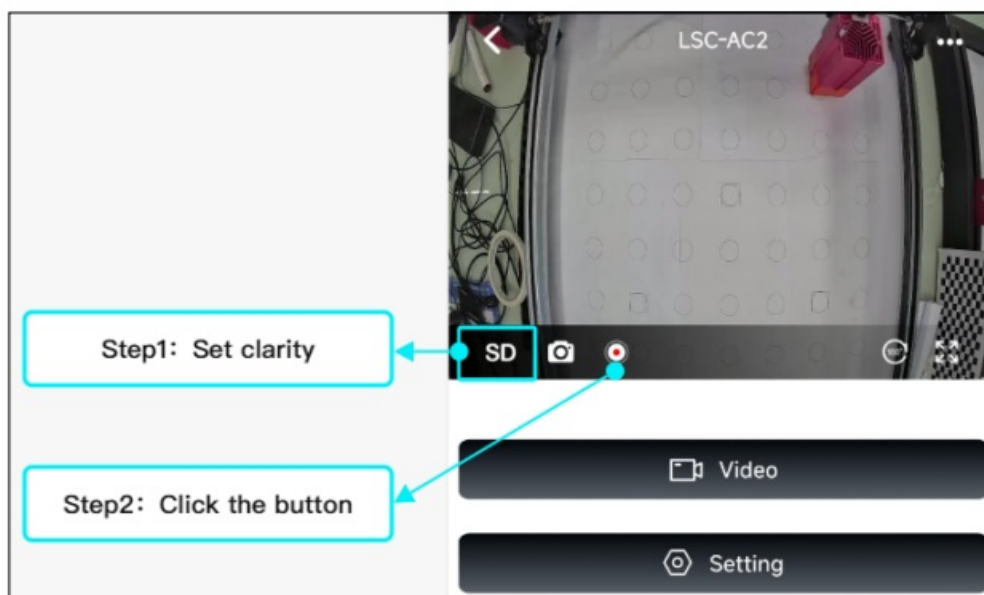 LSC-AC2
SD
Step1: Set clarity
Video
Step2: Click the button
Setting